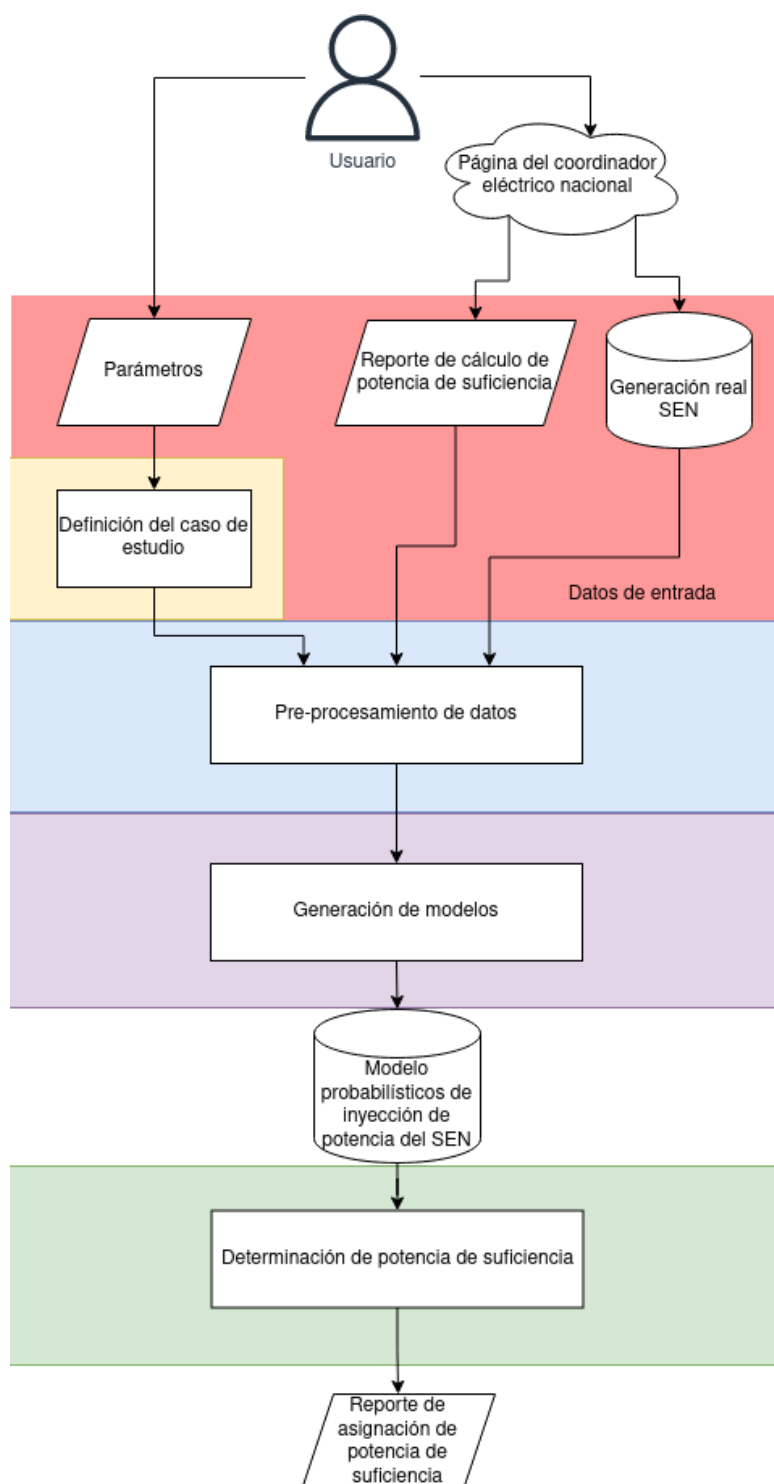 Usuario
Página del coordinador
eléctrico nacional
Parámetros
Reporte de cálculo de
potencia de suficiencia
Generación real
SEN
Definición del caso de
estudio
Datos de entrada
Pre-procesamiento de datos
Generación de modelos
Modelo
probabilísticos de
inyección de
potencia del SEN
Determinación de potencia de suficiencia
Reporte de
asignación de
potencia de
suficiencia